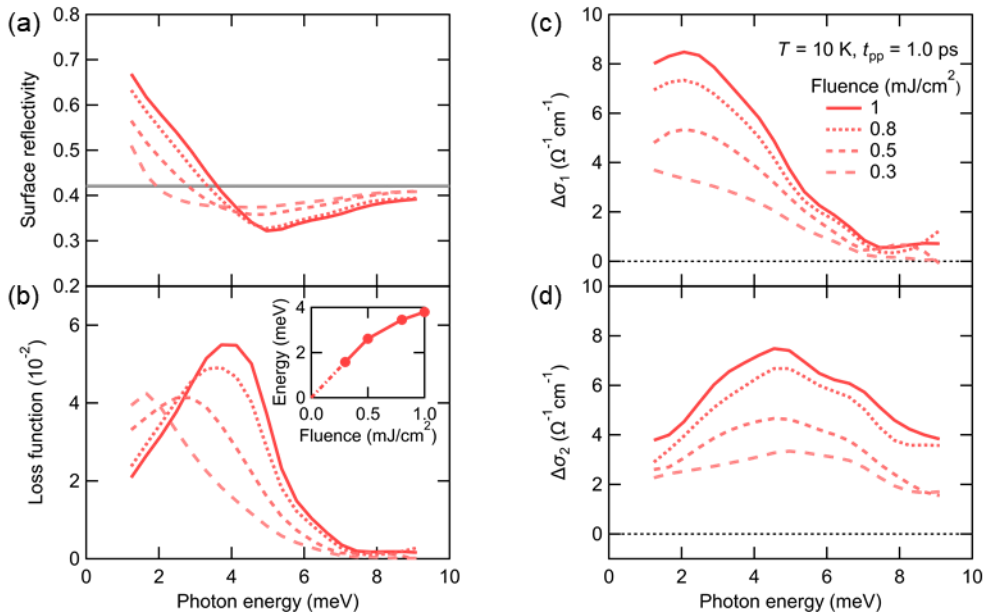 (a)
0.8
0.7
0.6
0.5
0.4
0.3
0.2
Surface reflectivity
(b)
6
4
2
0
Loss function (10⁻²)
0 2 4 6 8 10
Photon energy (meV)
4
2
0
Energy (meV)
0.0 0.5 1.0
Fluence (mJ/cm²)
(c)
10
8
6
4
2
0
Δσ₁ (Ω⁻¹cm⁻¹)
T = 10 K, tₚₚ = 1.0 ps
Fluence (mJ/cm²)
1
0.8
0.5
0.3
(d)
10
8
6
4
2
0
Δσ₂ (Ω⁻¹cm⁻¹)
0 2 4 6 8 10
Photon energy (meV)